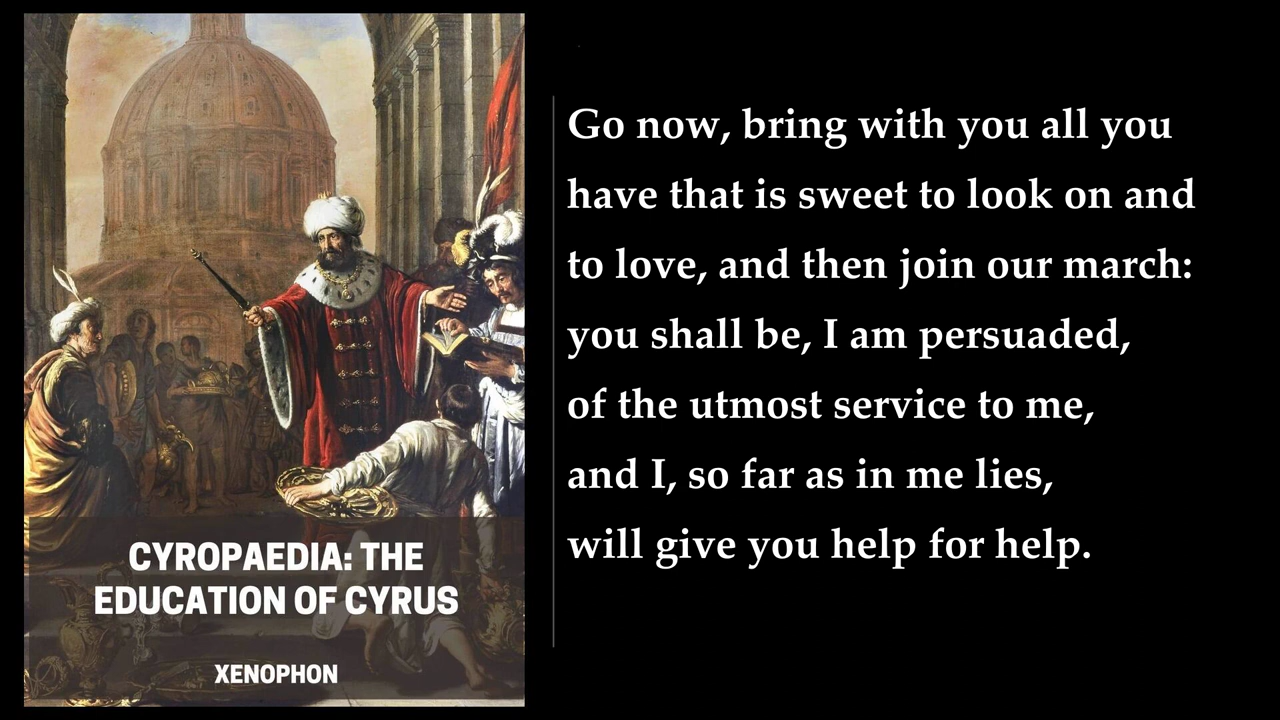 CYROPAEDIA: THE
EDUCATION OF CYRUS
XENOPHON
Go now, bring with you all you
have that is sweet to look on and
to love, and then join our march:
you shall be, I am persuaded,
of the utmost service to me,
and I, so far as in me lies,
will give you help for help.